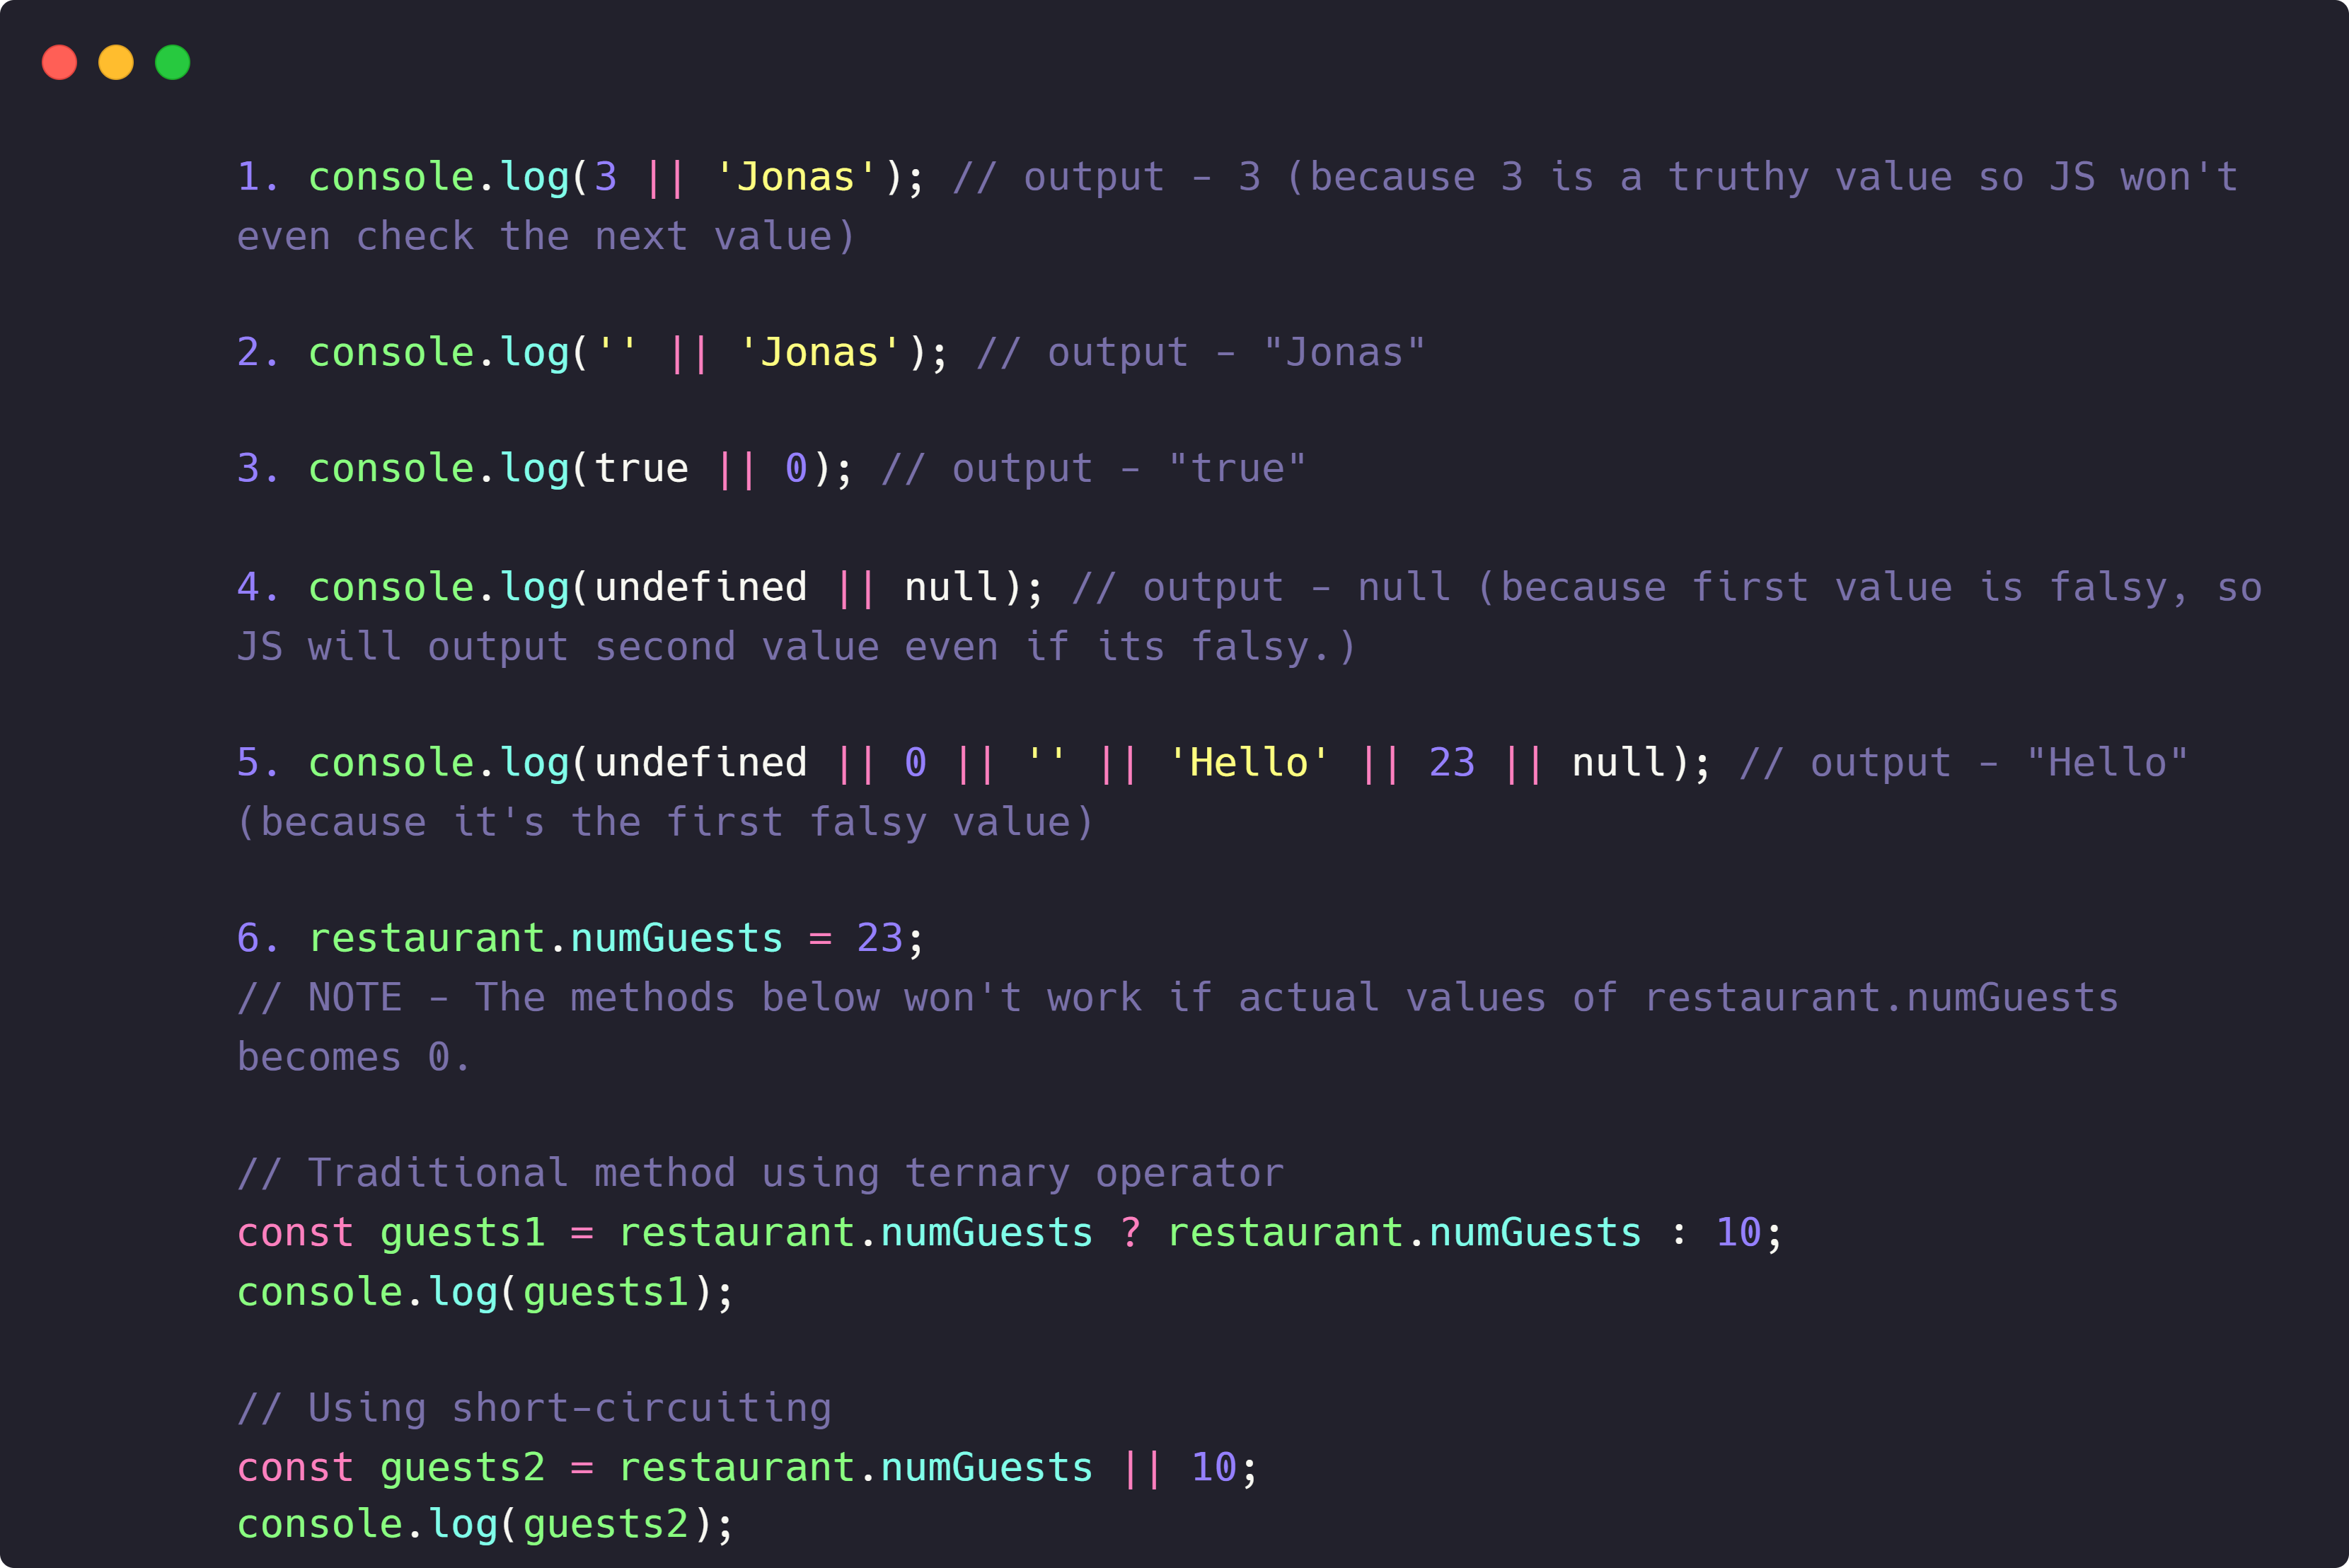 1. console.log(3 || 'Jonas'); // output - 3 (because 3 is a truthy value so JS won't
even check the next value)
2. console.log('' || 'Jonas'); // output - "Jonas"
3. console.log(true || 0); // output - "true"
4. console.log(undefined || null); // output - null (because first value is falsy, so
JS will output second value even if its falsy.)
5. console.log(undefined || 0 || '' || 'Hello' || 23 || null); // output - "Hello"
(because it's the first falsy value)
6. restaurant.numGuests = 23;
// NOTE - The methods below won't work if actual values of restaurant.numGuests
becomes 0.
// Traditional method using ternary operator
const guests1 = restaurant.numGuests ? restaurant.numGuests : 10;
console.log(guests1);
// Using short-circuiting
const guests2 = restaurant.numGuests || 10;
console.log(guests2);